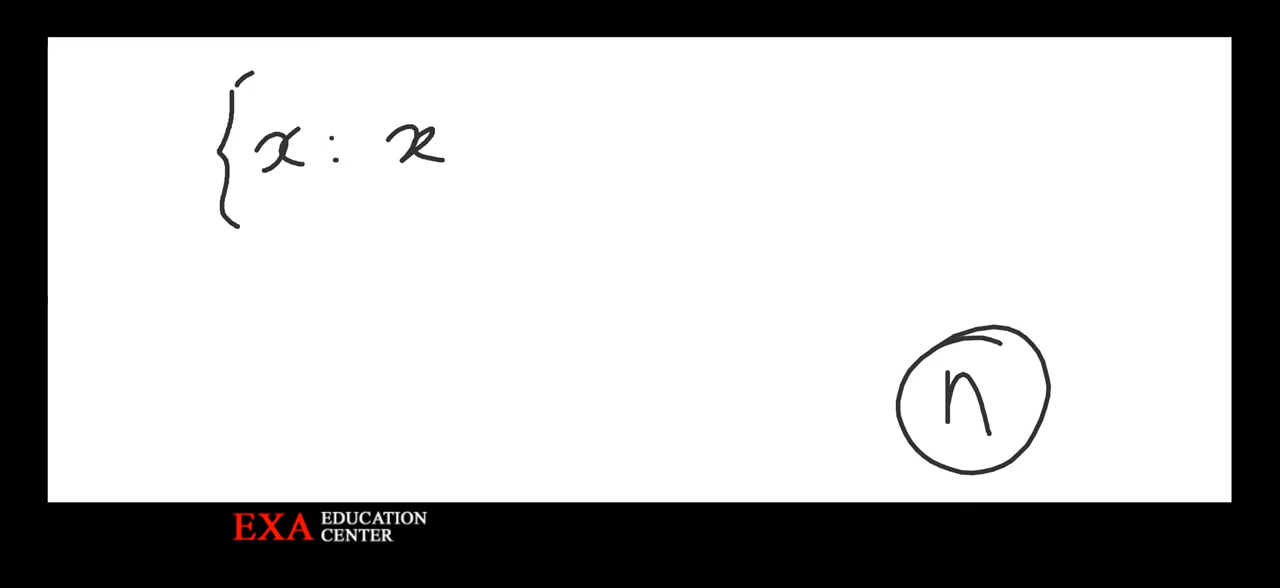 {x : x
n
EXA EDUCATION
CENTER